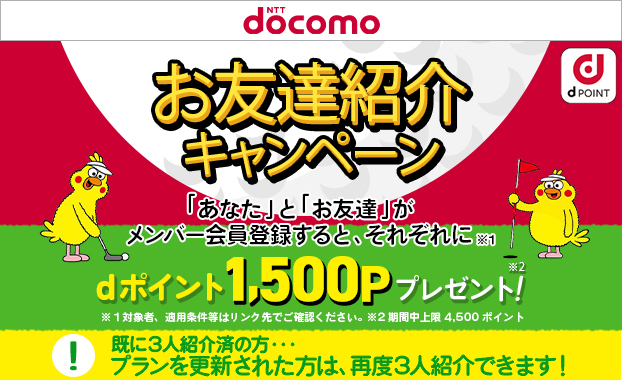 NTT
docomo
d POINT
お友達紹介
キャンペーン
「あなた」と「お友達」が
メンバー会員登録すると、それぞれに ※1
dポイント1,500Pプレゼント! ※2
※1対象者、適用条件等はリンク先でご確認ください。※2 期間中上限 4,500 ポイント
! 既に3人紹介済の方･･･
プランを更新された方は、再度3人紹介できます!